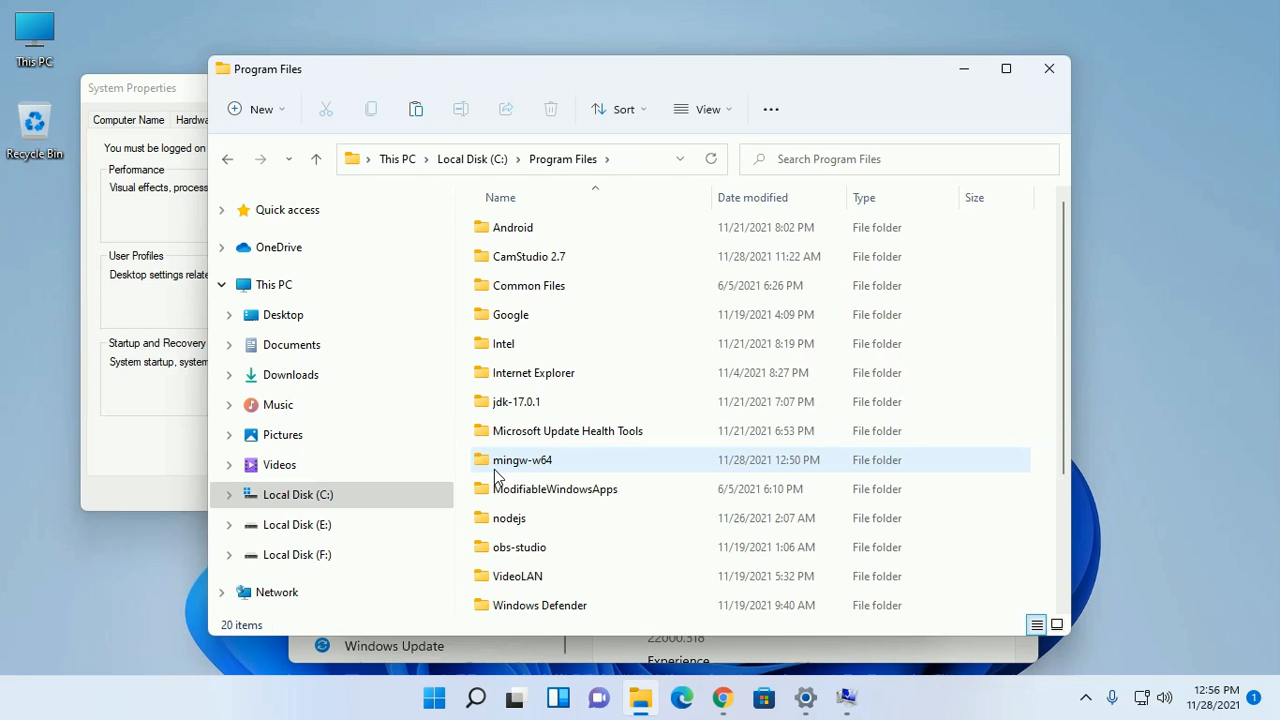 This PC
Recycle Bin
System Properties
Computer Name Hardwa
You must be logged on
Performance
Visual effects, process
User Profiles
Desktop settings relate
Startup and Recovery
System startup, system
Program Files
New
Sort
View
This PC > Local Disk (C:) > Program Files >
Search Program Files
Quick access
OneDrive
This PC
Desktop
Documents
Downloads
Music
Pictures
Videos
Local Disk (C:)
Local Disk (E:)
Local Disk (F:)
Network
Name Date modified Type Size
Android 11/21/2021 8:02 PM File folder
CamStudio 2.7 11/28/2021 11:22 AM File folder
Common Files 6/5/2021 6:26 PM File folder
Google 11/19/2021 4:09 PM File folder
Intel 11/21/2021 8:19 PM File folder
Internet Explorer 11/4/2021 8:27 PM File folder
jdk-17.0.1 11/21/2021 7:07 PM File folder
Microsoft Update Health Tools 11/21/2021 6:53 PM File folder
mingw-w64 11/28/2021 12:50 PM File folder
ModifiableWindowsApps 6/5/2021 6:10 PM File folder
nodejs 11/26/2021 2:07 AM File folder
obs-studio 11/19/2021 1:06 AM File folder
VideoLAN 11/19/2021 5:32 PM File folder
Windows Defender 11/19/2021 9:40 AM File folder
20 items
Windows Update
22000.318
Experience
12:56 PM
11/28/2021
1